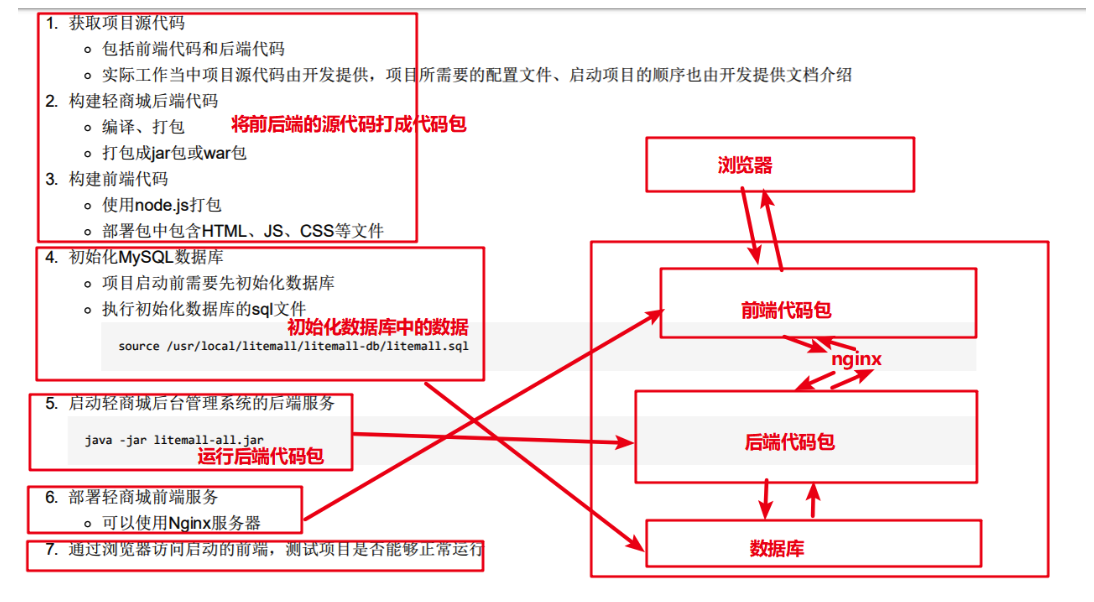 1. 获取项目源代码
包括前端代码和后端代码
实际工作当中项目源代码由开发提供，项目所需要的配置文件、启动项目的顺序也由开发提供文档介绍
2. 构建轻商城后端代码
编译、打包
将前后端的源代码打成代码包
打包成jar包或war包
3. 构建前端代码
使用node.js打包
部署包中包含HTML、JS、CSS等文件
4. 初始化MySQL数据库
项目启动前需要先初始化数据库
执行初始化数据库的sql文件
初始化数据库中的数据
source /usr/local/litemall/litemall-db/litemall.sql
5. 启动轻商城后台管理系统的后端服务
java -jar litemall-all.jar
运行后端代码包
6. 部署轻商城前端服务
可以使用Nginx服务器
7. 通过浏览器访问启动的前端，测试项目是否能够正常运行
浏览器
前端代码包
nginx
后端代码包
数据库